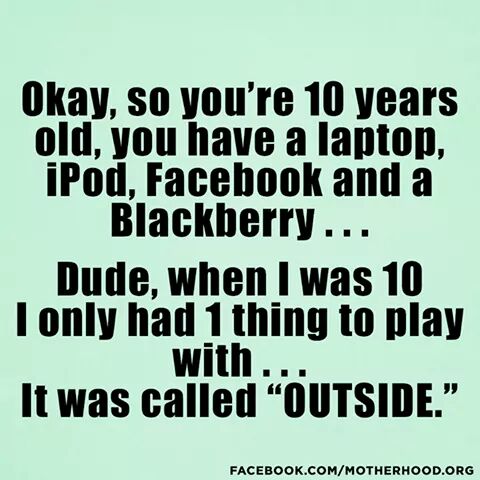 Okay, so you're 10 years
old, you have a laptop,
iPod, Facebook and a
Blackberry . . .
Dude, when I was 10
I only had 1 thing to play
with . . .
It was called “OUTSIDE.”
FACEBOOK.COM/MOTHERHOOD.ORG